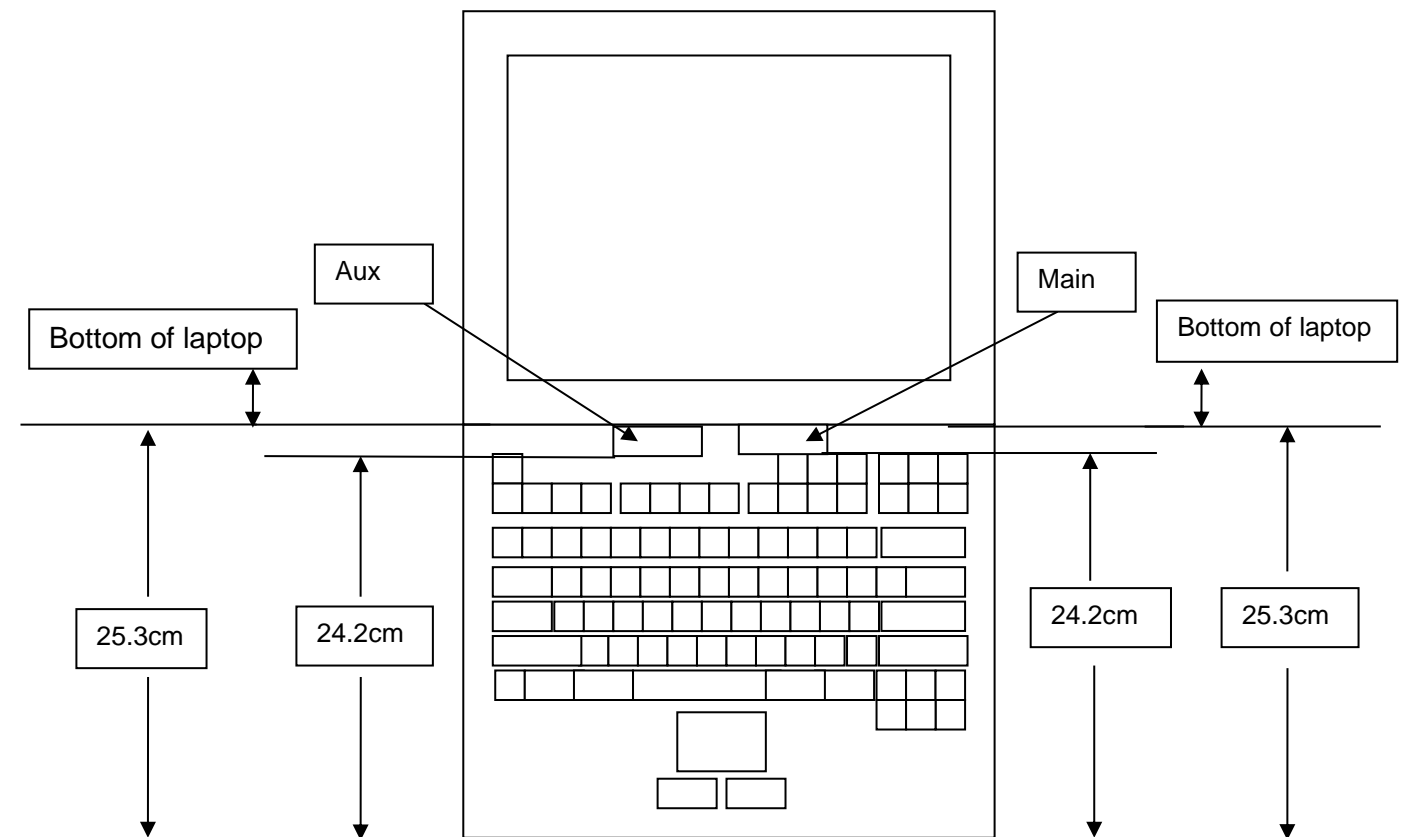 Aux
Main
Bottom of laptop
Bottom of laptop
24.2cm
25.3cm
25.3cm
24.2cm